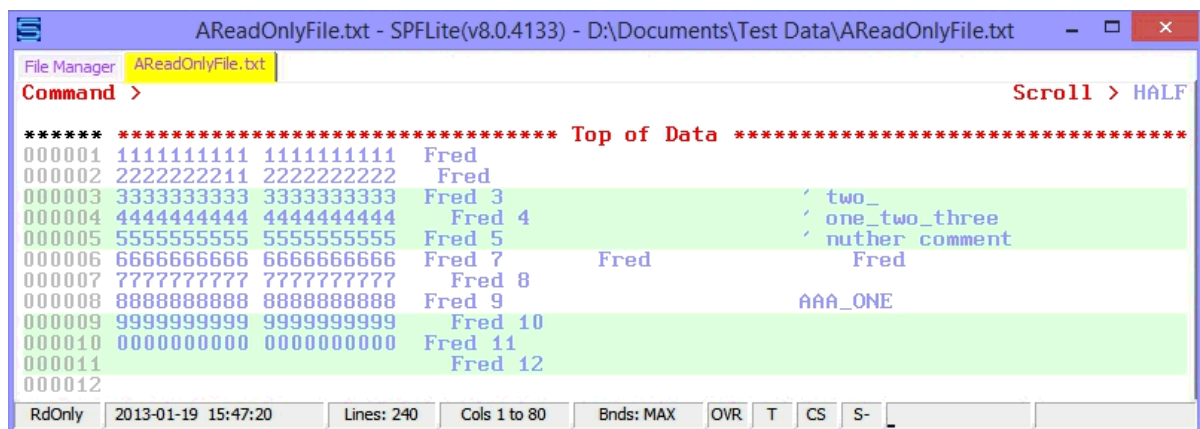 AReadOnlyFile.txt - SPFLite(v8.0.4133) - D:\Documents\Test Data\AReadOnlyFile.txt
File Manager AReadOnlyFile.txt
Command > Scroll > HALF
****** ********************************* Top of Data **********************************
000001 1111111111 1111111111 Fred
000002 2222222211 2222222222 Fred
000003 3333333333 3333333333 Fred 3 ' two_
000004 4444444444 4444444444 Fred 4 ' one_two_three
000005 5555555555 5555555555 Fred 5 ' nuther comment
000006 6666666666 6666666666 Fred 7 Fred Fred
000007 7777777777 7777777777 Fred 8
000008 8888888888 8888888888 Fred 9 AAA_ONE
000009 9999999999 9999999999 Fred 10
000010 0000000000 0000000000 Fred 11
000011 Fred 12
000012
RdOnly 2013-01-19 15:47:20 Lines: 240 Cols 1 to 80 Bnds: MAX OVR T CS S-